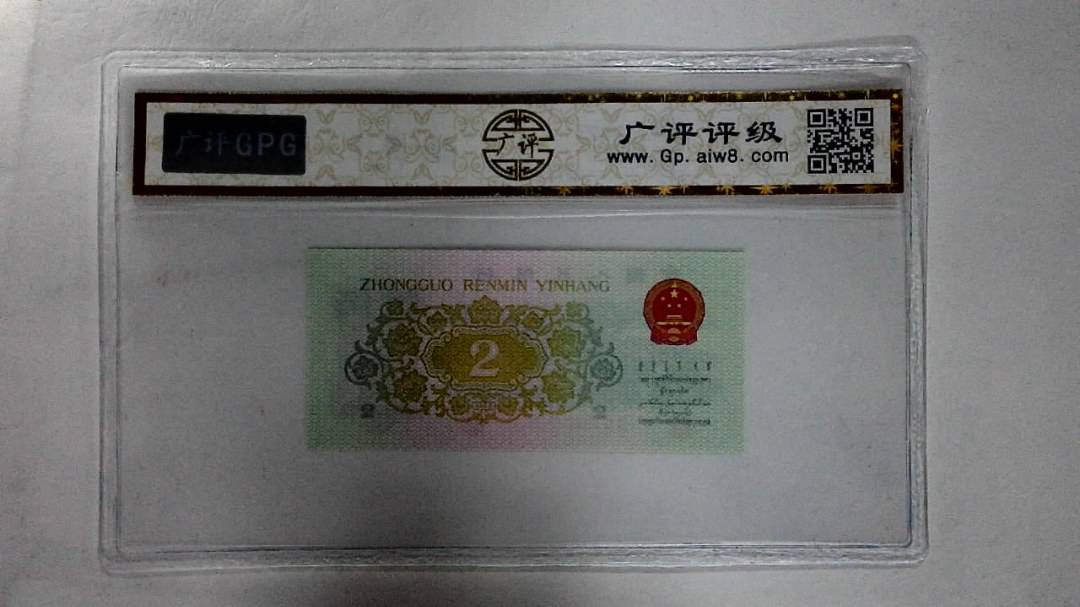 广评GPG
广评
广评评级
www. Gp. aiw8. com
ZHONGGUO RENMIN YINHANG
2
2
2